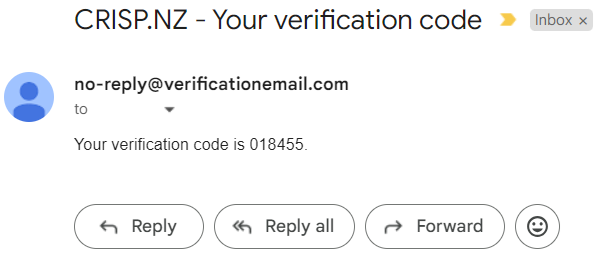 CRISP.NZ - Your verification code
Inbox ×
no-reply@verificationemail.com
to
Your verification code is 018455.
Reply
Reply all
Forward